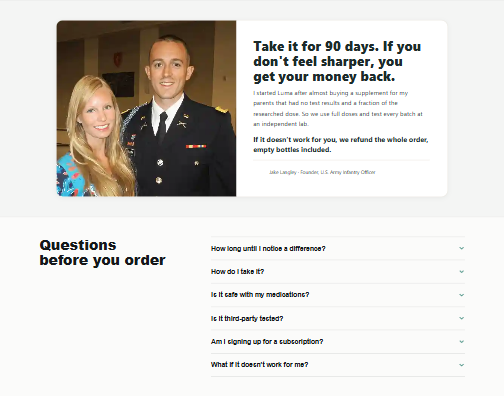 Take it for 90 days. If you
don't feel sharper, you
get your money back.
I started Luma after almost buying a supplement for my
parents that had no test results and a fraction of the
researched dose. So we use full doses and test every batch at
an independent lab.
If it doesn't work for you, we refund the whole order,
empty bottles included.
Jake Langley - Founder, U.S. Army Infantry Officer
Questions
before you order
How long until I notice a difference?
How do I take it?
Is it safe with my medications?
Is it third-party tested?
Am I signing up for a subscription?
What if it doesn't work for me?